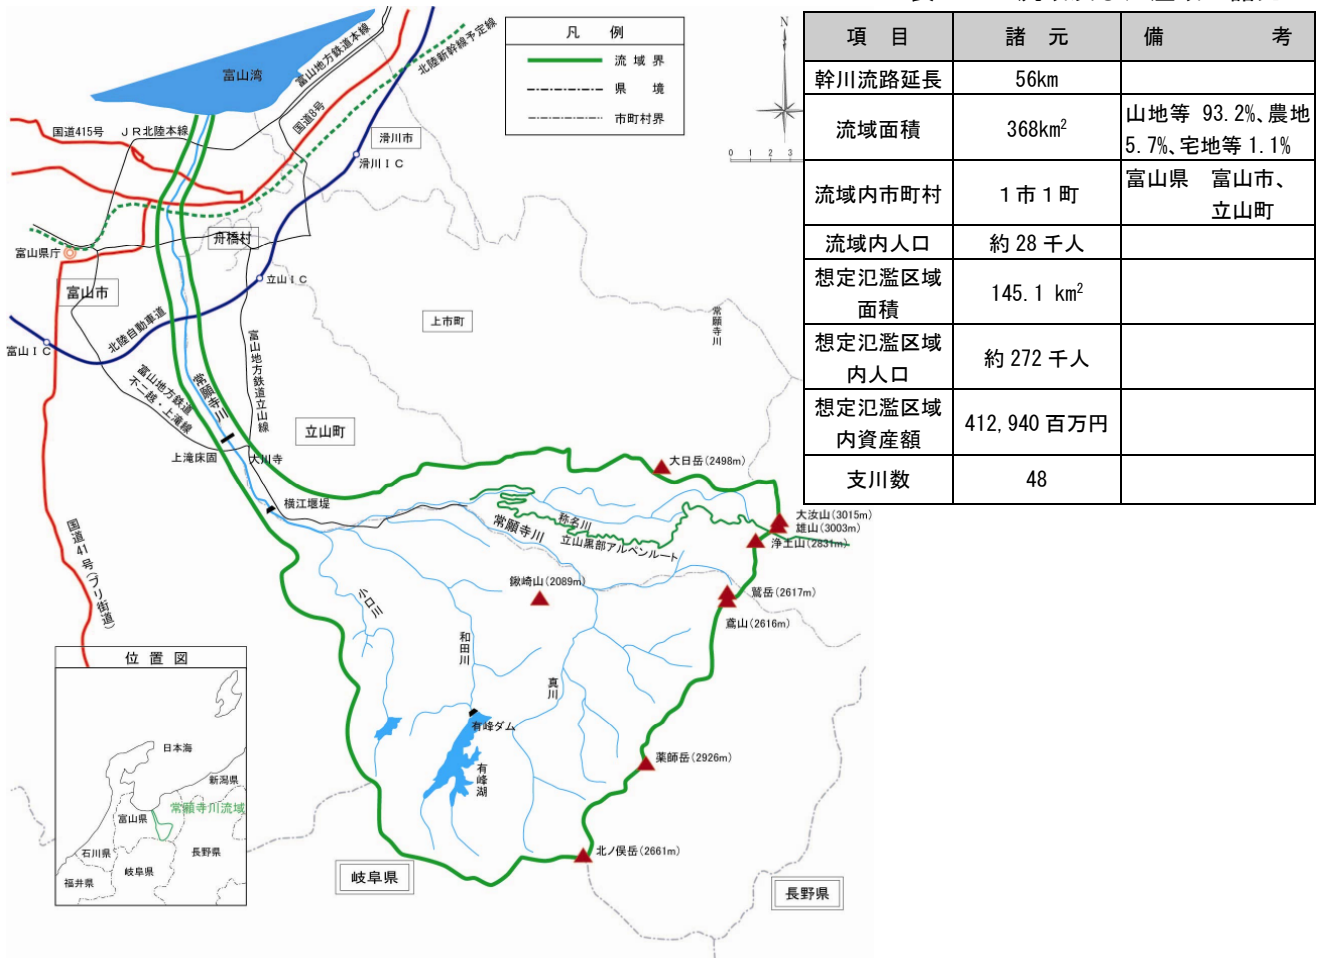 凡 例
流域界
県 境
市町村界
N
0 1 2 3
富山湾
富山地方鉄道本線
北陸新幹線予定線
国道8号
国道415号
JR北陸本線
滑川市
滑川IC
舟橋村
富山県庁
富山市
立山IC
上市町
常願寺川
北陸自動車道
富山IC
富山地方鉄道立山線
富山地方鉄道
不二越・上滝線
常願寺川
立山町
上滝床固
大川寺
横江堰堤
大日岳(2498m)
大汝山(3015m)
雄山(3003m)
浄土山(2831m)
称名川
常願寺川
立山黒部アルペンルート
鍬崎山(2089m)
鷲岳(2617m)
鳶山(2616m)
国道41号(ブリ街道)
小口川
和田川
真川
有峰ダム
有峰湖
薬師岳(2926m)
北ノ俣岳(2661m)
岐阜県
長野県
位置図
日本海
新潟県
常願寺川流域
富山県
石川県
長野県
岐阜県
福井県
項 目 諸 元 備 考
幹川流路延長 56km
流域面積 368km² 山地等 93.2%、農地
5.7%、宅地等1.1%
流域内市町村 1市1町 富山県 富山市、
立山町
流域内人口 約28千人
想定氾濫区域
面積 145.1 km²
想定氾濫区域
内人口 約272千人
想定氾濫区域
内資産額 412,940百万円
支川数 48